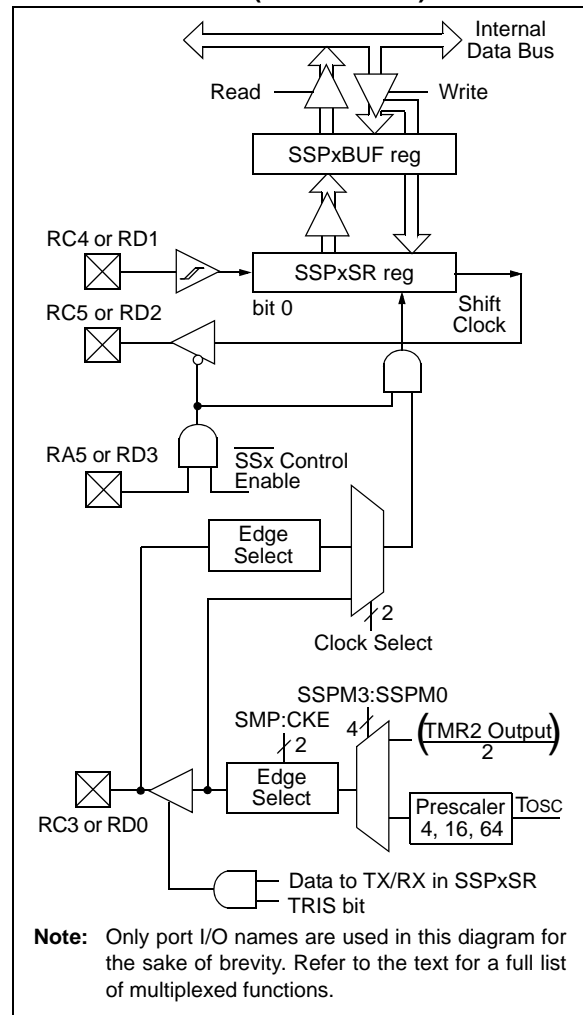 Internal
Data Bus
Read
Write
SSPxBUF reg
RC4 or RD1
SSPxSR reg
bit 0
Shift
Clock
RC5 or RD2
RA5 or RD3
SSx Control
Enable
Edge
Select
2
Clock Select
SSPM3:SSPM0
SMP:CKE
4
(TMR2 Output)
2
2
Edge
Select
Prescaler
4, 16, 64
TOSC
RC3 or RD0
Data to TX/RX in SSPxSR
TRIS bit
Note: Only port I/O names are used in this diagram for
the sake of brevity. Refer to the text for a full list
of multiplexed functions.